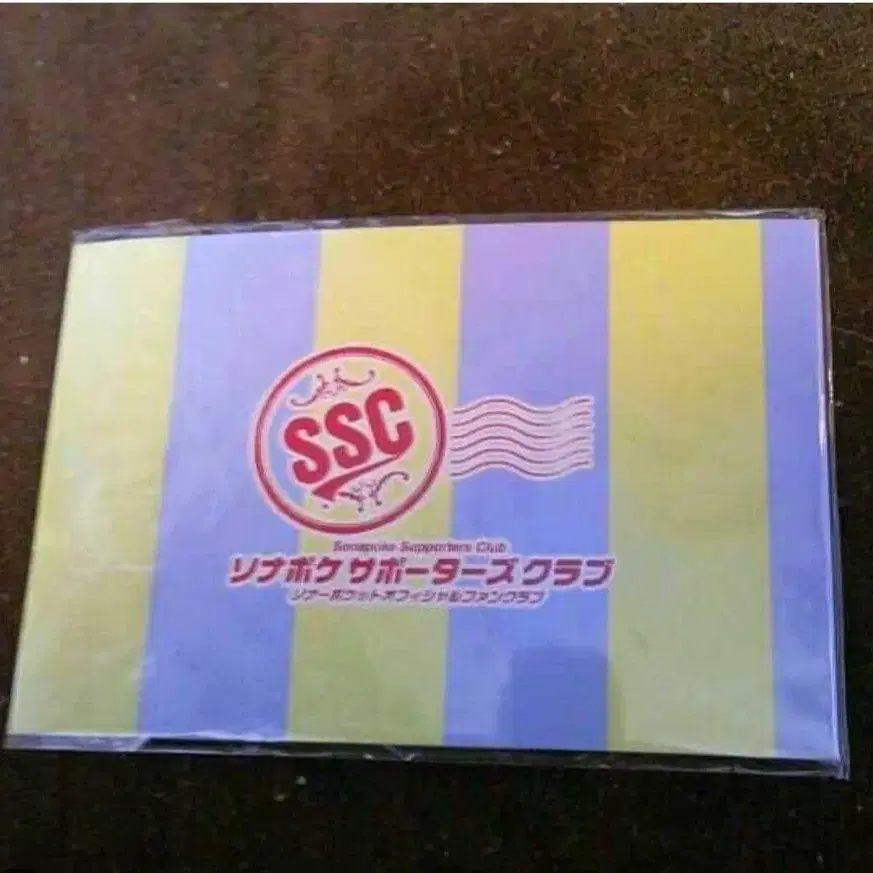 SSC
Sonapoke Supporters Club
ソナポケ サポーターズ クラブ
ソナーポケットオフィシャルファンクラブ